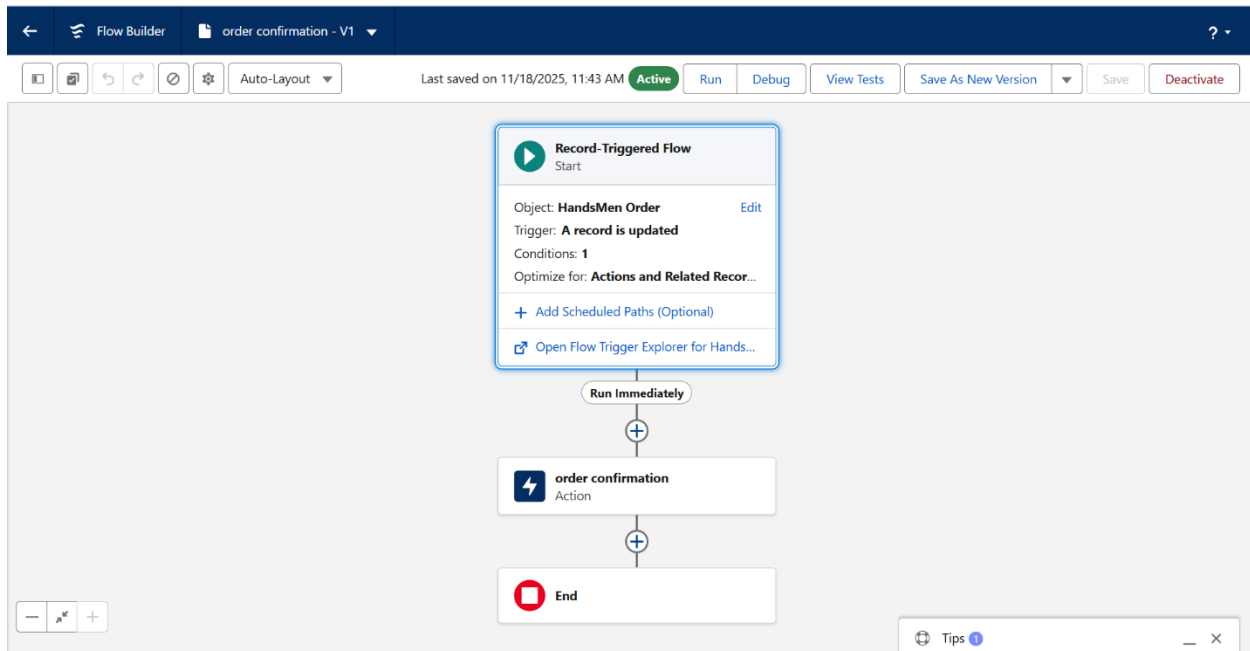 Flow Builder
order confirmation - V1
?
Auto-Layout
Last saved on 11/18/2025, 11:43 AM
Active
Run
Debug
View Tests
Save As New Version
Save
Deactivate
Record-Triggered Flow
Start
Object: HandsMen Order
Edit
Trigger: A record is updated
Conditions: 1
Optimize for: Actions and Related Recor...
+ Add Scheduled Paths (Optional)
Open Flow Trigger Explorer for Hands...
Run Immediately
order confirmation
Action
End
Tips 1